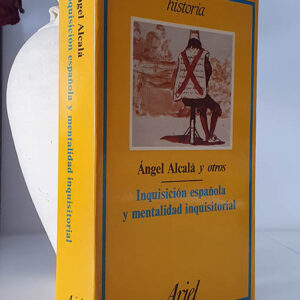 historia
Ángel Alcalá y otros
Inquisición española
y mentalidad inquisitorial
Ariel
Ángel Alcalá
Inquisición española y mentalidad inquisitorial